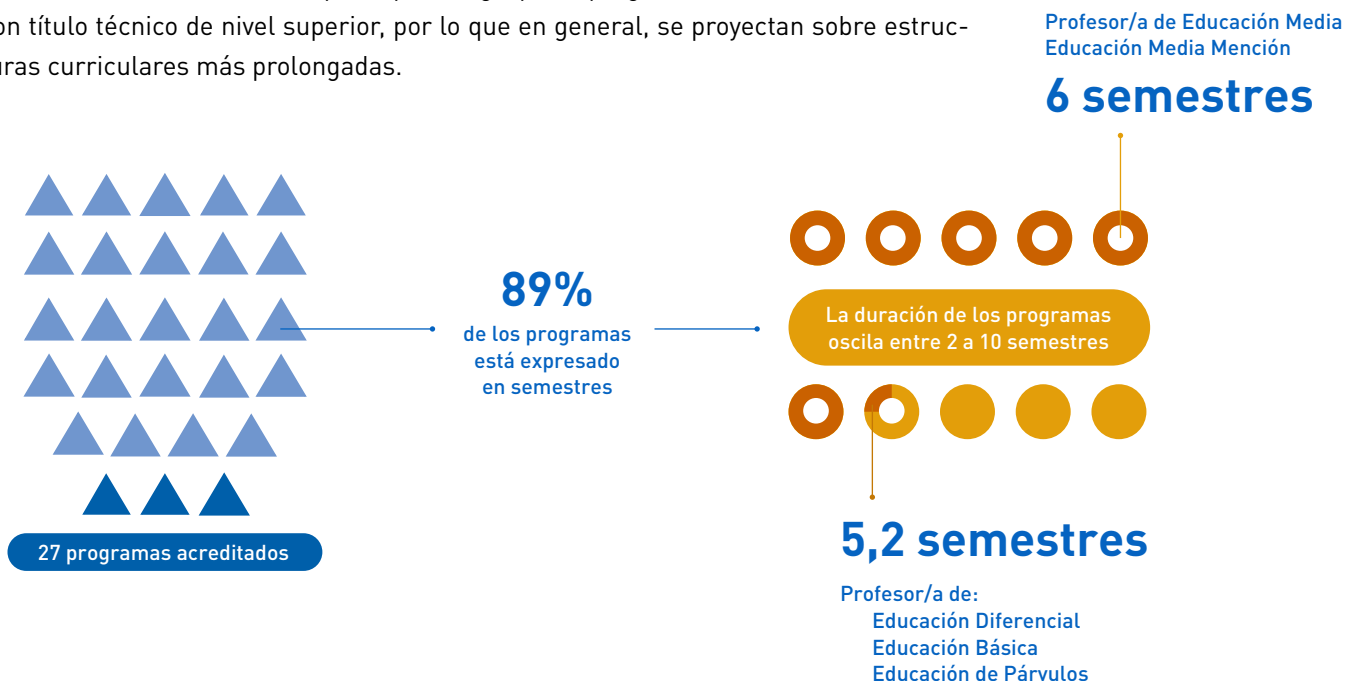 on título técnico de nivel superior, por lo que en general, se proyectan sobre estruc-
uras curriculares más prolongadas.
Profesor/a de Educación Media
Educación Media Mención
6 semestres
89%
de los programas
está expresado
en semestres
La duración de los programas
oscila entre 2 a 10 semestres
27 programas acreditados
5,2 semestres
Profesor/a de:
Educación Diferencial
Educación Básica
Educación de Párvulos